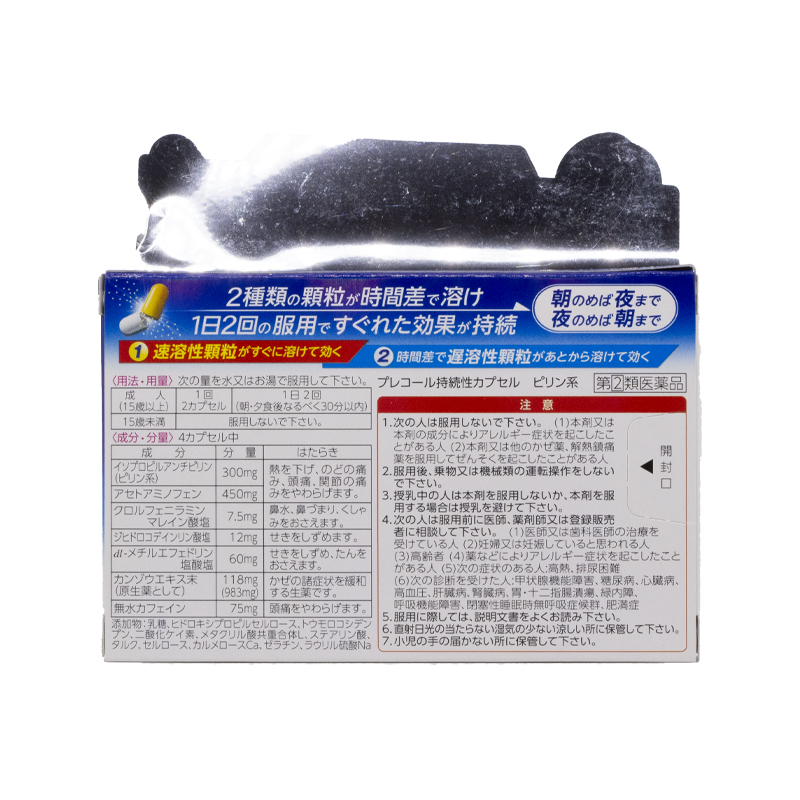 2種類の顆粒が時間差で溶け
1日2回の服用ですぐれた効果が持続
朝のめば夜まで
夜のめば朝まで
1 速溶性顆粒がすぐに溶けて効く
2 時間差で遅溶性顆粒があとから溶けて効く
〈用法・用量〉 次の量を水又はお湯で服用して下さい。
成人(15歳以上) 1回2カプセル 1日2回(朝・夕食後なるべく30分以内)
15歳未満 服用しないで下さい。
〈成分・分量〉 4カプセル中
成分 分量 はたらき
イソプロピルアンチピリン(ピリン系) 300mg 熱を下げ、のどの痛
アセトアミノフェン 450mg み、頭痛、関節の痛
みをやわらげます。
クロルフェニラミンマレイン酸塩 7.5mg 鼻水、鼻づまり、くしゃ
みをおさえます。
ジヒドロコデインリン酸塩 12mg せきをしずめます。
dl-メチルエフェドリン塩酸塩 60mg せきをしずめ、たんを
おさえます。
カンゾウエキス末(原生薬として) 118mg(983mg) かぜの諸症状を緩和
する生薬です。
無水カフェイン 75mg 頭痛をやわらげます。
添加物:乳糖、ヒドロキシプロピルセルロース、トウモロコシデン
プン、二酸化ケイ素、メタクリル酸共重合体L、ステアリン酸、
タルク、セルロース、カルメロースCa、ゼラチン、ラウリル硫酸Na
プレコール持続性カプセル ピリン系 指定第2類医薬品
注意
1.次の人は服用しないで下さい。 (1)本剤又は
本剤の成分によりアレルギー症状を起こしたこ
とがある人 (2)本剤又は他のかぜ薬、解熱鎮痛
薬を服用してぜんそくを起こしたことがある人
2.服用後、乗物又は機械類の運転操作をしない
で下さい。
3.授乳中の人は本剤を服用しないか、本剤を服
用する場合は授乳を避けて下さい。
4.次の人は服用前に医師、薬剤師又は登録販売
者に相談して下さい。 (1)医師又は歯科医師の治療を
受けている人 (2)妊婦又は妊娠していると思われる人
(3)高齢者 (4)薬などによりアレルギー症状を起こしたこと
がある人 (5)次の症状のある人:高熱、排尿困難
(6)次の診断を受けた人:甲状腺機能障害、糖尿病、心臓病、
高血圧、肝臓病、腎臓病、胃・十二指腸潰瘍、緑内障、
呼吸機能障害、閉塞性睡眠時無呼吸症候群、肥満症
5.服用に際しては、説明文書をよくお読み下さい。
6.直射日光の当たらない湿気の少ない涼しい所に保管して下さい。
7.小児の手の届かない所に保管して下さい。
開封口